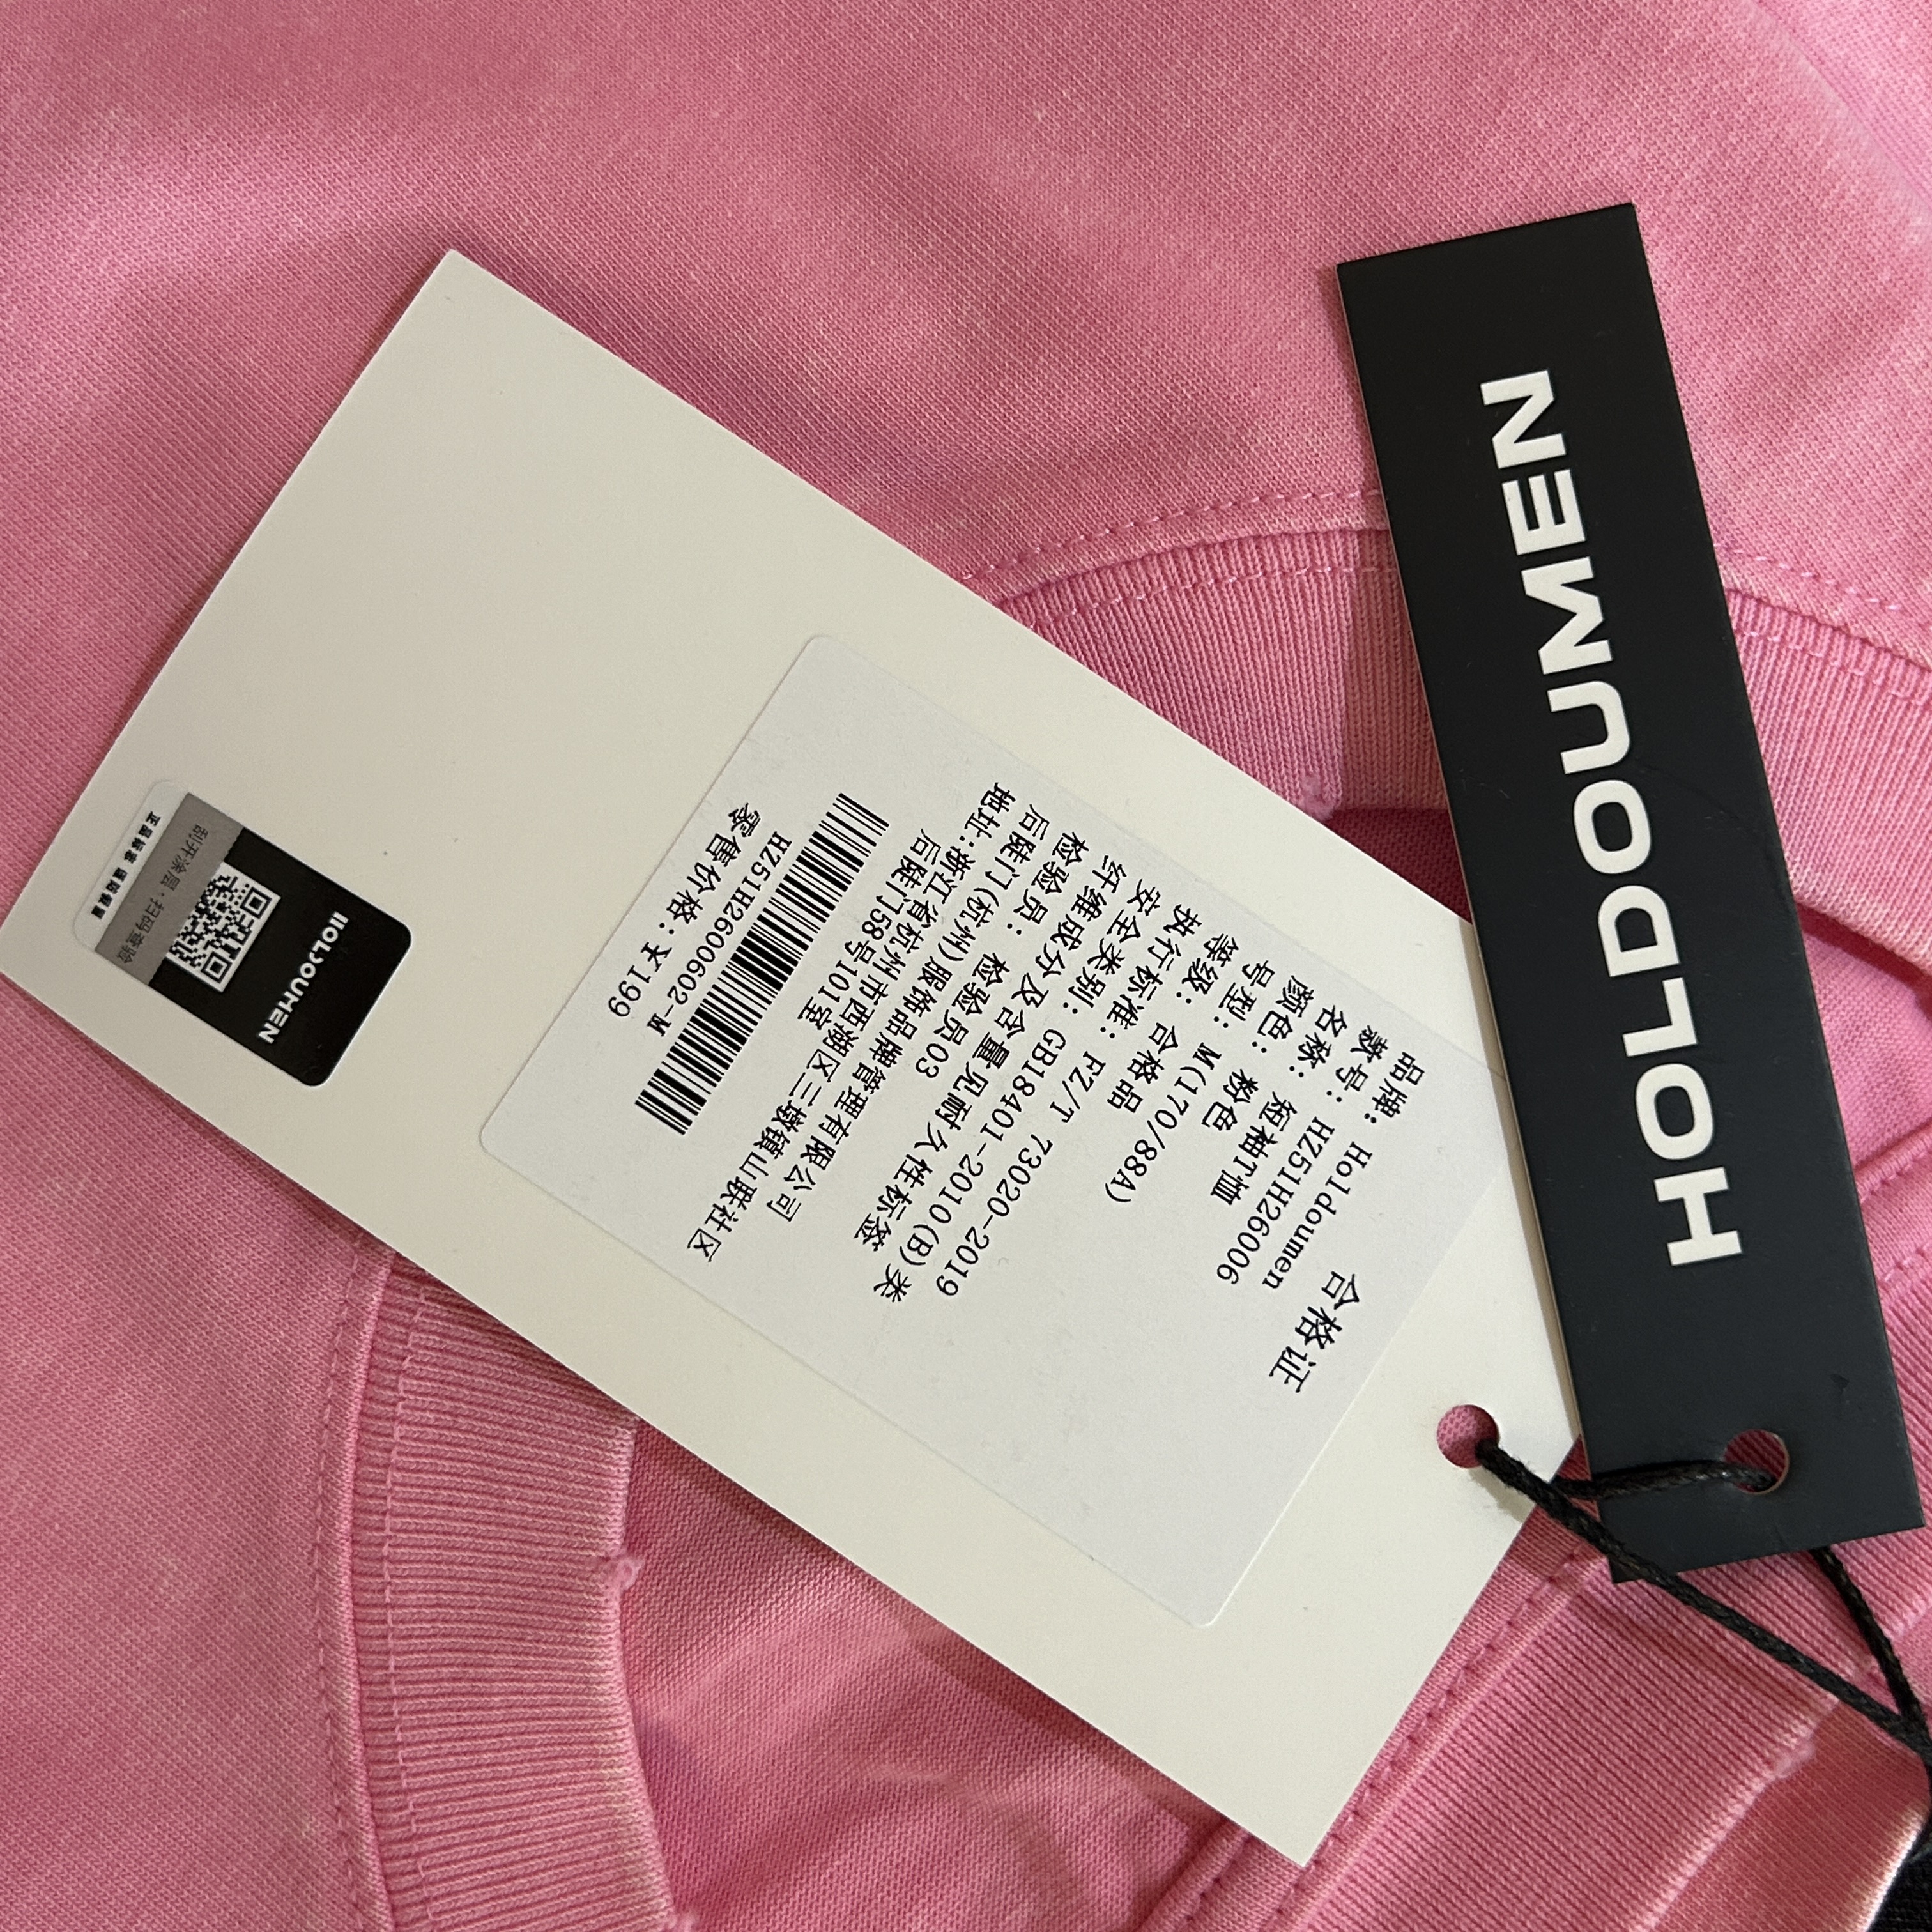 HOLDOUMEN
合格证
品牌: Holdoumen
款号: HZ51H26006
名称: 短袖T恤
颜色: 粉色
号型: M(170/88A)
等级: 合格品
执行标准: FZ/T 73020-2019
安全类别: GB18401-2010(B)类
纤维成分及含量见耐久性标签
检验员: 检验员03
后陡门(杭州)服饰品牌管理有限公司
地址:浙江省杭州市西湖区三墩镇山联社区
后陡门58号101室
HZ51H2600602-M
零售价格:￥199
HOLDOUMEN
刮开涂层·扫码查验